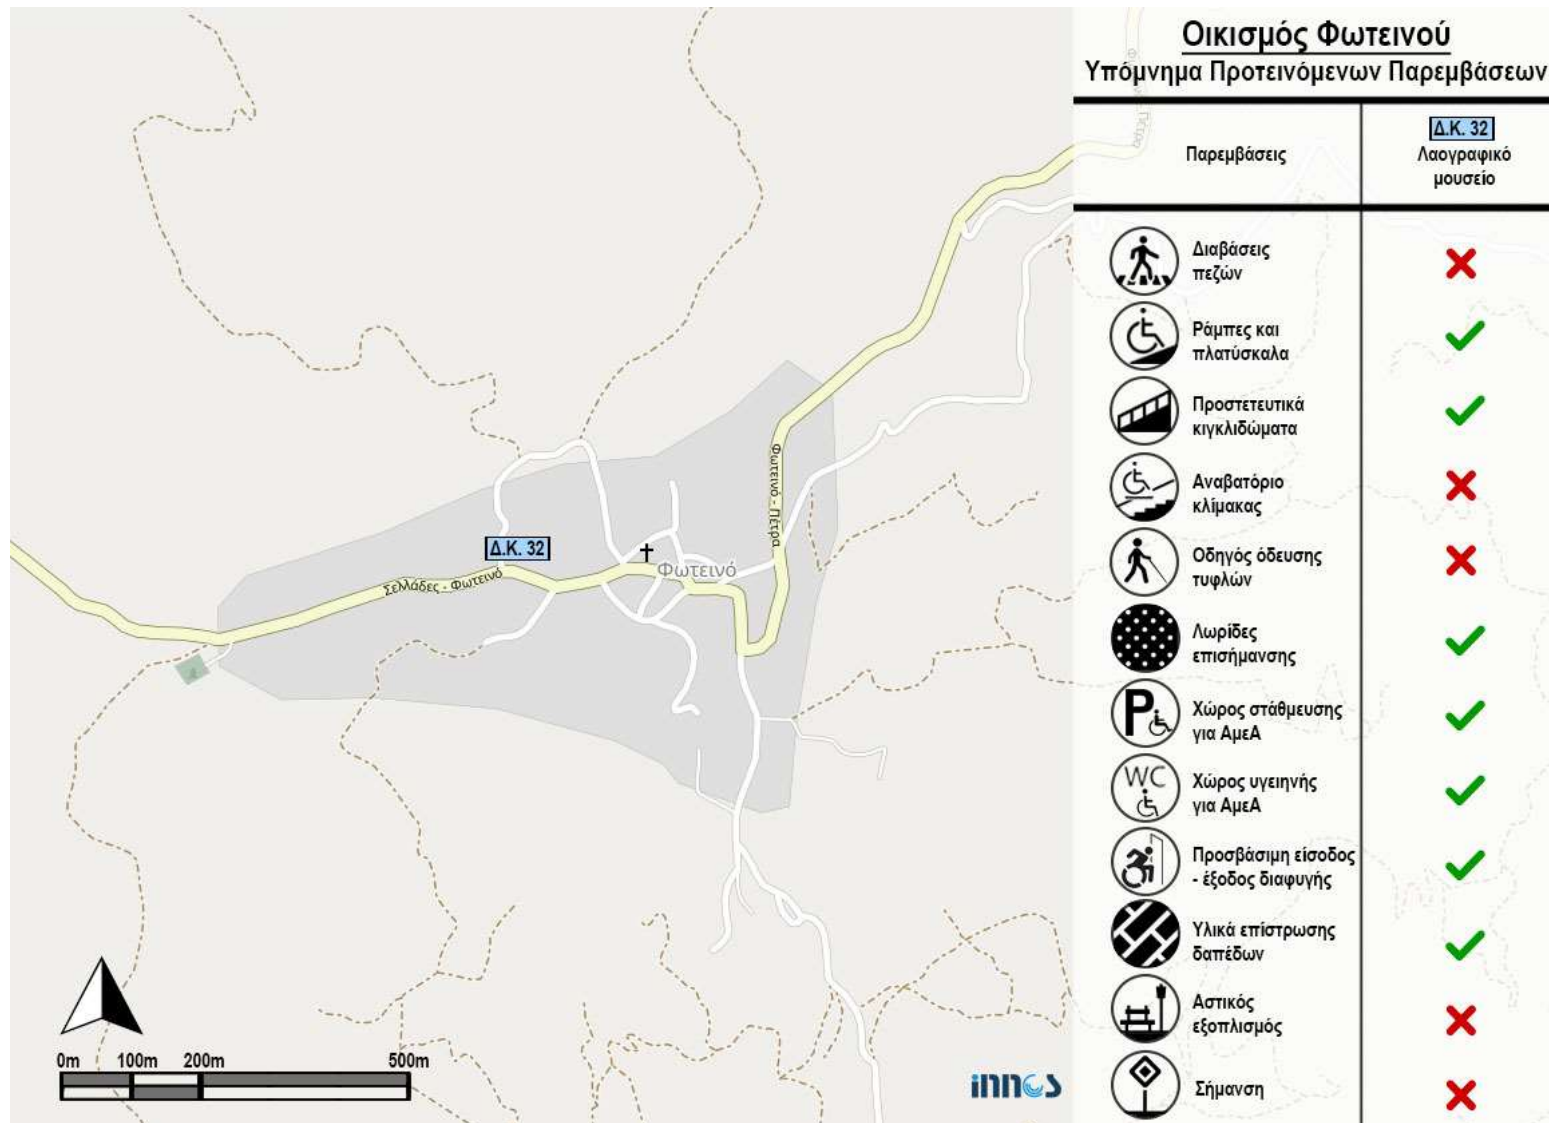 Οικισμός Φωτεινού
Υπόμνημα Προτεινόμενων Παρεμβάσεων
Παρεμβάσεις
Δ.Κ. 32
Λαογραφικό
μουσείο
Διαβάσεις
πεζών
Ράμπες και
πλατύσκαλα
Προστετευτικά
κιγκλιδώματα
Αναβατόριο
κλίμακας
Οδηγός όδευσης
τυφλών
Λωρίδες
επισήμανσης
P
Χώρος στάθμευσης
για ΑμεΑ
WC
Χώρος υγειηνής
για ΑμεΑ
Προσβάσιμη είσοδος
- έξοδος διαφυγής
Υλικά επίστρωσης
δαπέδων
Αστικός
εξοπλισμός
Σήμανση
Δ.Κ. 32
Σελλάδες - Φωτεινό
Φωτεινό
Φωτεινό - Πέτρα
0m 100m 200m 500m
innos